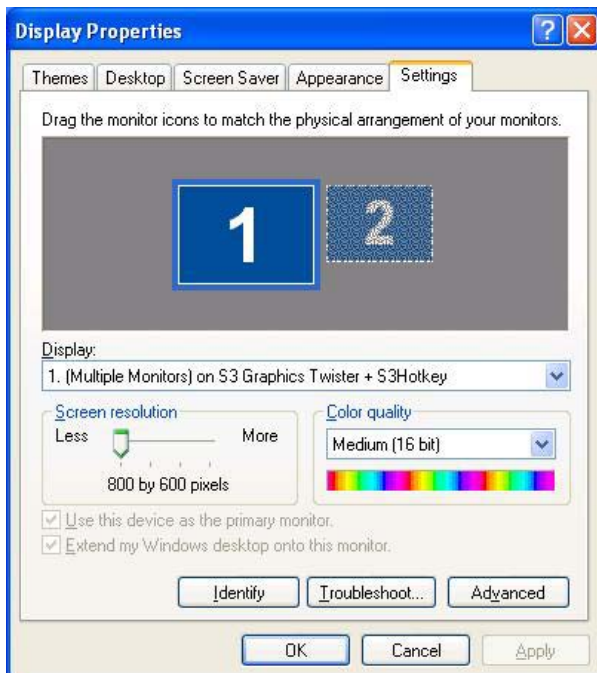 Display Properties
Themes Desktop Screen Saver Appearance Settings
Drag the monitor icons to match the physical arrangement of your monitors.
1 2
Display:
1. (Multiple Monitors) on S3 Graphics Twister + S3Hotkey
Screen resolution
Less More
800 by 600 pixels
Color quality
Medium (16 bit)
Use this device as the primary monitor.
Extend my Windows desktop onto this monitor.
Identify Troubleshoot... Advanced
OK Cancel Apply